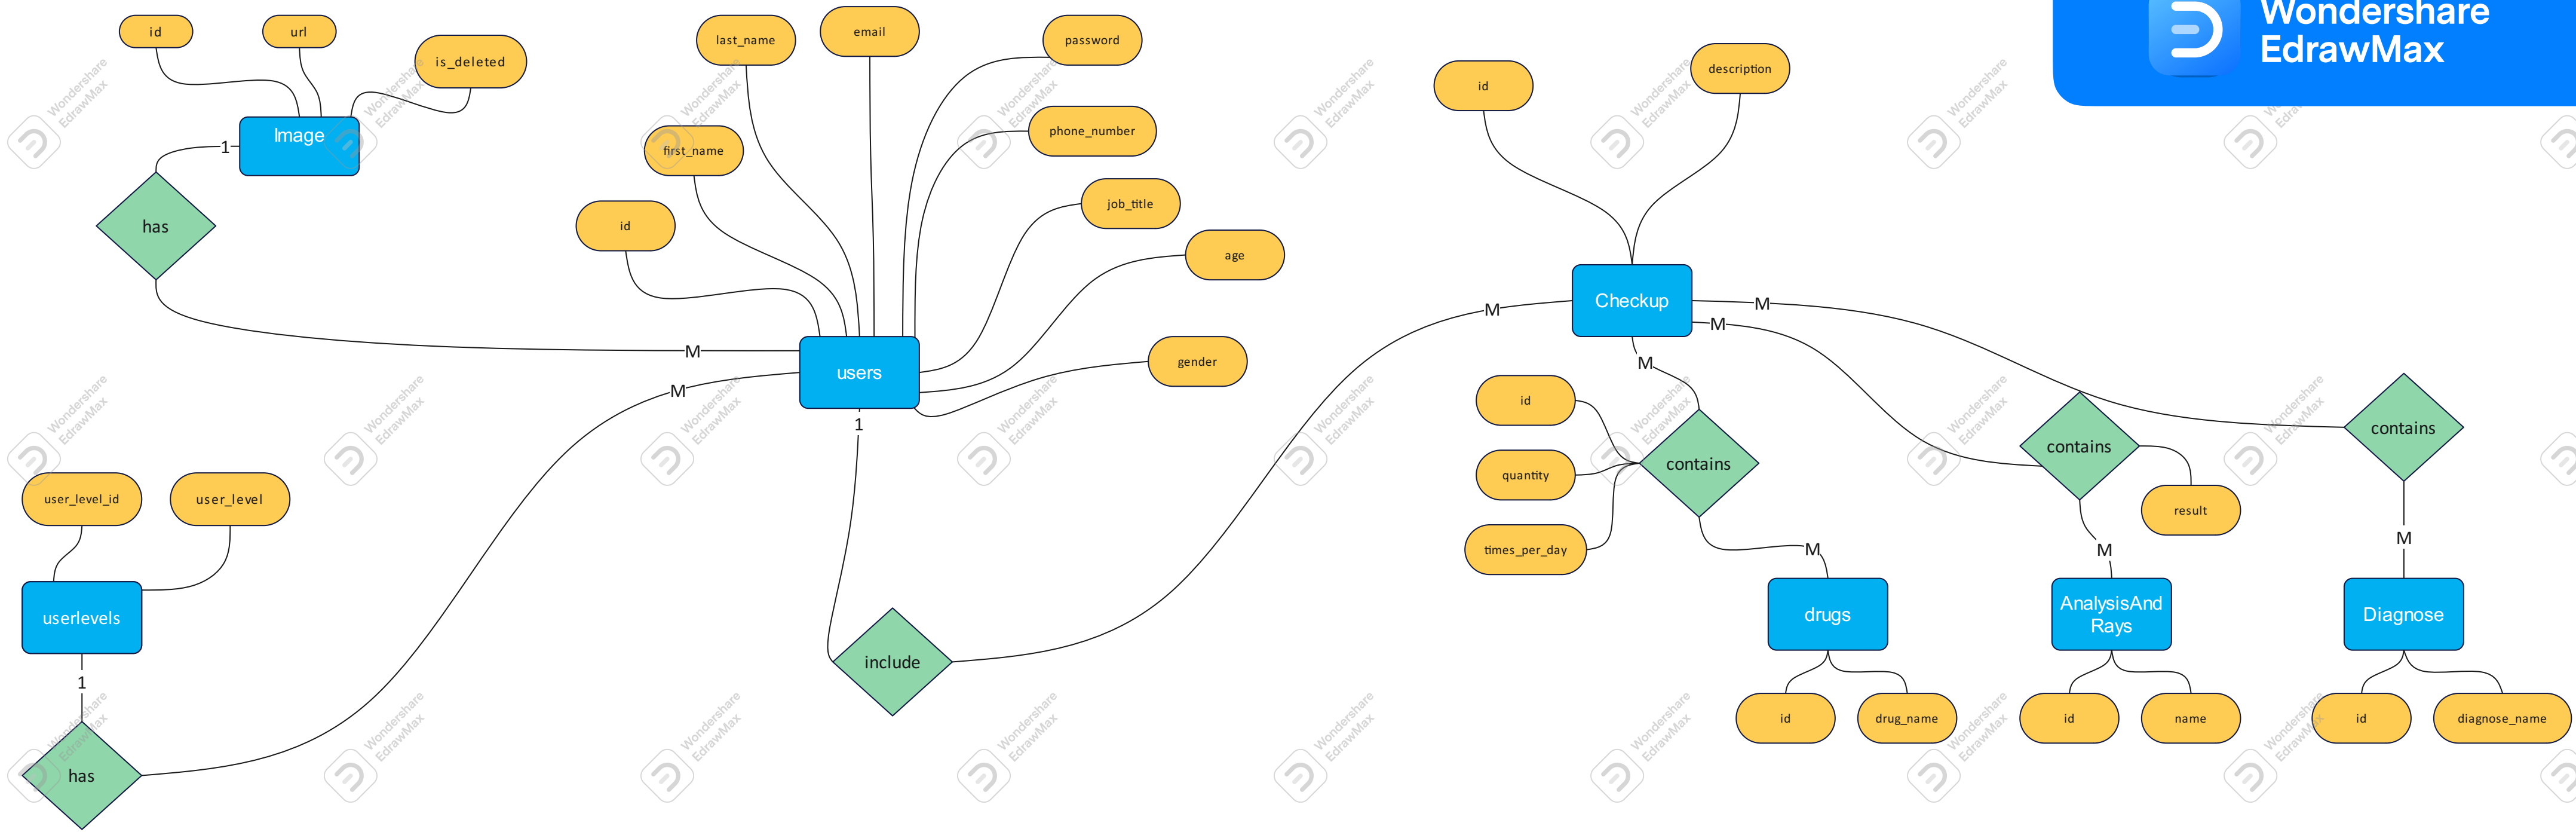 Wondershare
EdrawMax
id
url
is_deleted
Image
1
has
last_name
email
password
first_name
phone_number
id
job_title
age
gender
M
users
M
1
user_level_id
user_level
userlevels
1
has
include
id
description
Checkup
M
M
M
M
id
quantity
times_per_day
contains
M
contains
result
M
contains
M
drugs
AnalysisAnd
Rays
Diagnose
id
drug_name
id
name
id
diagnose_name
Wondershare
EdrawMax